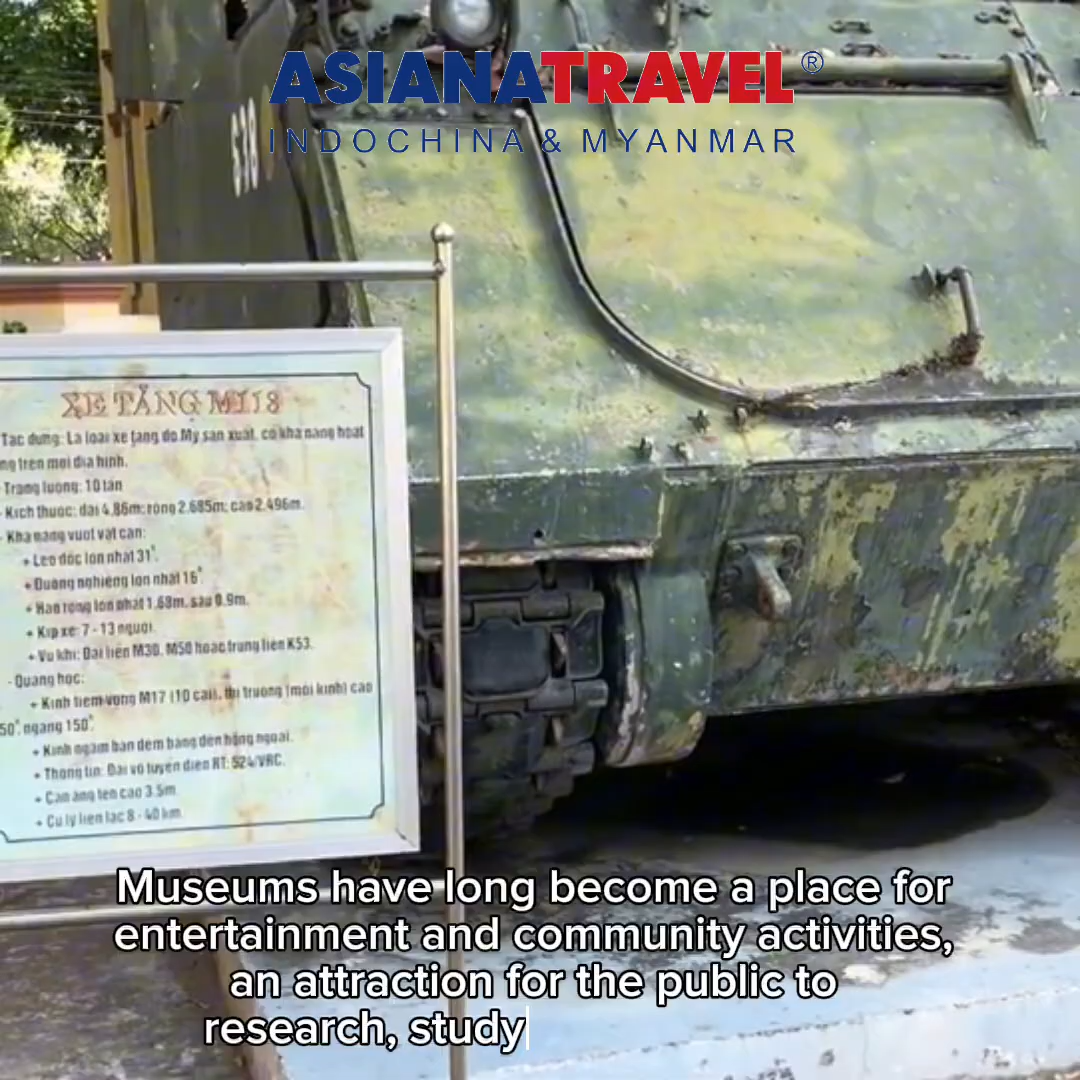 ASIANATRAVEL®
INDOCHINA & MYANMAR
XE TĂNG M113
Tác dụng: Là loại xe tăng do Mỹ sản xuất, có khả năng hoạt
ng trên mọi địa hình.
- Trọng lượng: 10 tấn
- Kích thước: dài 4.86m; rộng 2.685m; cao 2.496m.
- Khả năng vượt vật cản:
+ Leo dốc lớn nhất 31°.
+ Đường nghiêng lớn nhất 16°.
+ Hào rộng lớn nhất 1.68m, sâu 0.9m.
+ Kíp xe: 7 - 13 người.
+ Vũ khí: Đại liên M30, M50 hoặc trung liên K53.
- Quang học:
+ Kính tiềm vọng M17 (10 cái), thị trường (mỗi kính) cao
50°, ngang 150°.
+ Kính ngắm ban đêm bằng đèn hồng ngoại.
+ Thông tin: Đài vô tuyến điện RT: 524/VRC.
+ Cần ăng ten cao 3.5m.
+ Cự ly liên lạc 8 - 40 km.
Museums have long become a place for
entertainment and community activities,
an attraction for the public to
research, study